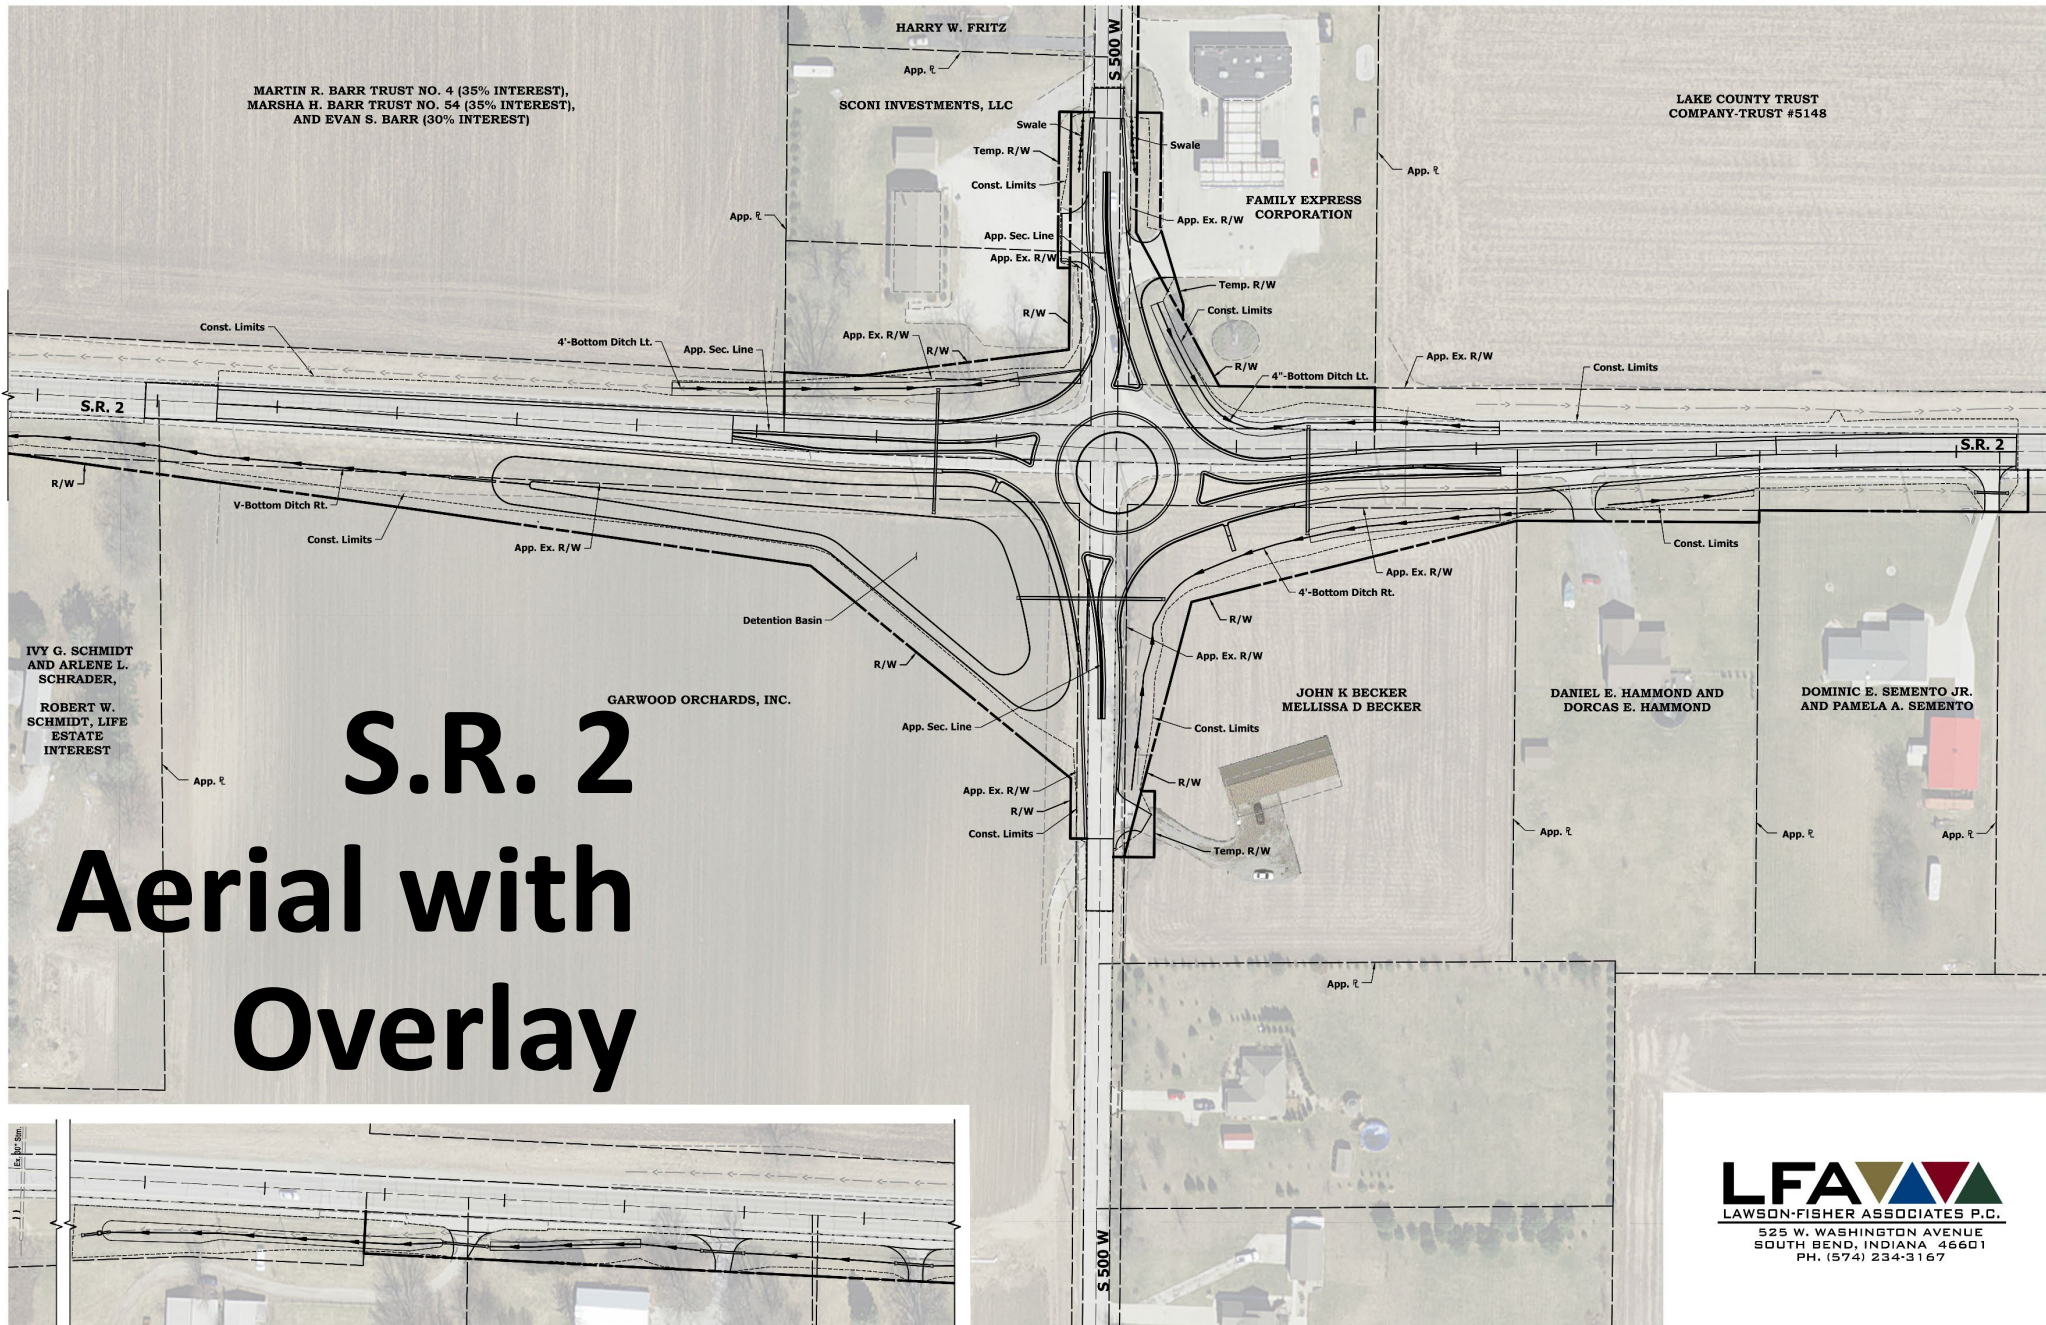 HARRY W. FRITZ
App. ℄
S 500 W
MARTIN R. BARR TRUST NO. 4 (35% INTEREST),
MARSHA H. BARR TRUST NO. 54 (35% INTEREST),
AND EVAN S. BARR (30% INTEREST)
SCONI INVESTMENTS, LLC
LAKE COUNTY TRUST
COMPANY-TRUST #5148
Swale
Swale
Temp. R/W
App. ℄
Const. Limits
FAMILY EXPRESS
CORPORATION
App. ℄
App. Ex. R/W
App. Sec. Line
App. Ex. R/W
Temp. R/W
R/W
Const. Limits
Const. Limits
4'-Bottom Ditch Lt.
App. Sec. Line
App. Ex. R/W
R/W
R/W
4"-Bottom Ditch Lt.
App. Ex. R/W
Const. Limits
S.R. 2
S.R. 2
R/W
V-Bottom Ditch Rt.
Const. Limits
App. Ex. R/W
Const. Limits
App. Ex. R/W
4'-Bottom Ditch Rt.
Detention Basin
R/W
R/W
App. Ex. R/W
IVY G. SCHMIDT
AND ARLENE L.
SCHRADER,
ROBERT W.
SCHMIDT, LIFE
ESTATE
INTEREST
GARWOOD ORCHARDS, INC.
JOHN K BECKER
MELLISSA D BECKER
DANIEL E. HAMMOND AND
DORCAS E. HAMMOND
DOMINIC E. SEMENTO JR.
AND PAMELA A. SEMENTO
App. Sec. Line
Const. Limits
App. ℄
R/W
App. Ex. R/W
R/W
Const. Limits
Temp. R/W
App. ℄
App. ℄
App. ℄
App. ℄
S.R. 2
Aerial with
Overlay
Ex. 30" Stm.
S 500 W
LFA
LAWSON-FISHER ASSOCIATES P.C.
525 W. WASHINGTON AVENUE
SOUTH BEND, INDIANA 46601
PH. (574) 234-3167